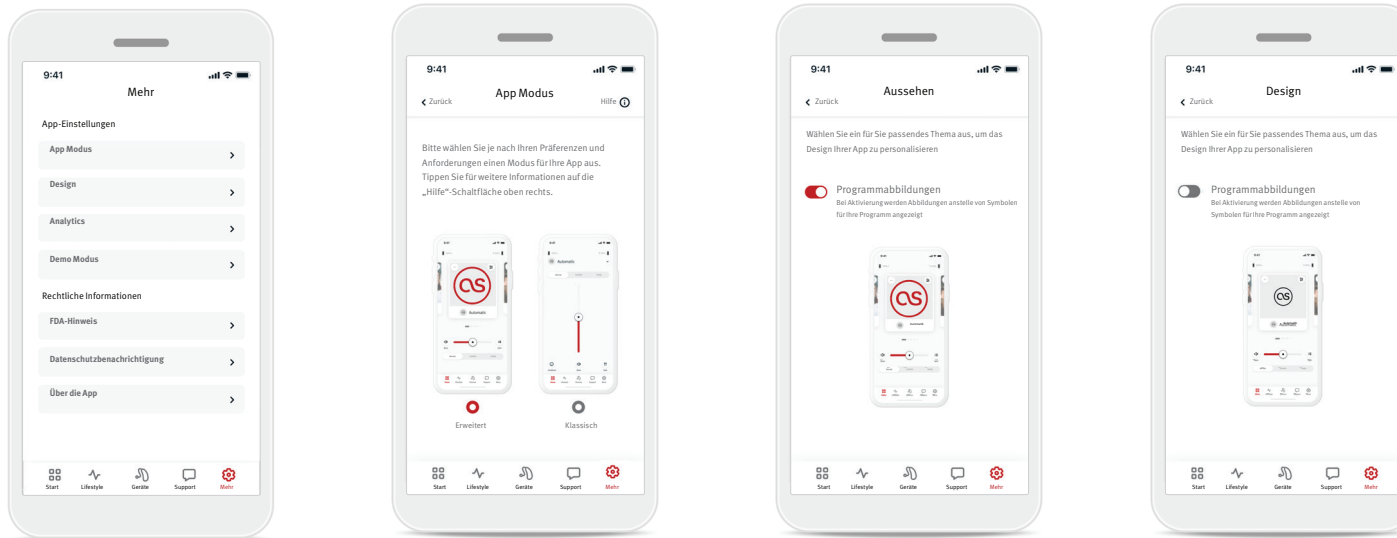 9:41
Mehr
App-Einstellungen
App Modus
Design
Analytics
Demo Modus
Rechtliche Informationen
FDA-Hinweis
Datenschutzbenachrichtigung
Über die App
Start Lifestyle Geräte Support Mehr
9:41
Zurück App Modus Hilfe
Bitte wählen Sie je nach Ihren Präferenzen und
Anforderungen einen Modus für Ihre App aus.
Tippen Sie für weitere Informationen auf die
„Hilfe“-Schaltfläche oben rechts.
Automatic
Automatic
Erweitert Klassisch
Start Lifestyle Geräte Support Mehr
9:41
Zurück Aussehen
Wählen Sie ein für Sie passendes Thema aus, um das
Design Ihrer App zu personalisieren
Programmabbildungen
Bei Aktivierung werden Abbildungen anstelle von Symbolen
für Ihre Programm angezeigt
Start Lifestyle Geräte Support Mehr
9:41
Zurück Design
Wählen Sie ein für Sie passendes Thema aus, um das
Design Ihrer App zu personalisieren
Programmabbildungen
Bei Aktivierung werden Abbildungen anstelle von
Symbolen für Ihre Programm angezeigt
Start Lifestyle Geräte Support Mehr